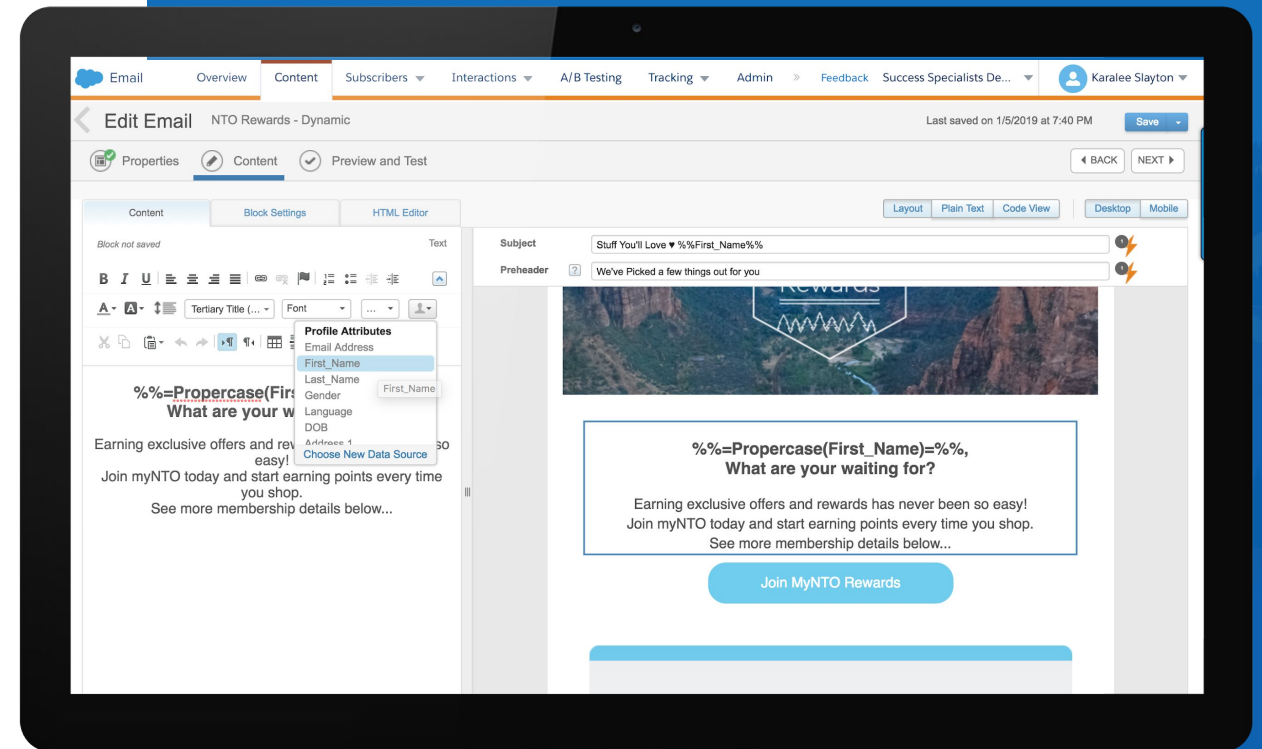 Email
Overview
Content
Subscribers
Interactions
A/B Testing
Tracking
Admin
»
Feedback
Success Specialists De...
Karalee Slayton
Edit Email
NTO Rewards - Dynamic
Last saved on 1/5/2019 at 7:40 PM
Save
Properties
Content
Preview and Test
BACK
NEXT
Content
Block Settings
HTML Editor
Layout
Plain Text
Code View
Desktop
Mobile
Block not saved
Text
Subject
Stuff You'll Love ♥ %%First_Name%%
Preheader
?
We've Picked a few things out for you
B I U
A
A
Tertiary Title (...
Font
...
Profile Attributes
Email Address
First_Name
Last_Name
First_Name
Gender
Language
DOB
Address 1
Choose New Data Source
%%=Propercase(Firs
What are your w
Earning exclusive offers and rew so
easy!
Join myNTO today and start earning points every time
you shop.
See more membership details below...
Rewards
%%=Propercase(First_Name)=%%,
What are your waiting for?
Earning exclusive offers and rewards has never been so easy!
Join myNTO today and start earning points every time you shop.
See more membership details below...
Join MyNTO Rewards